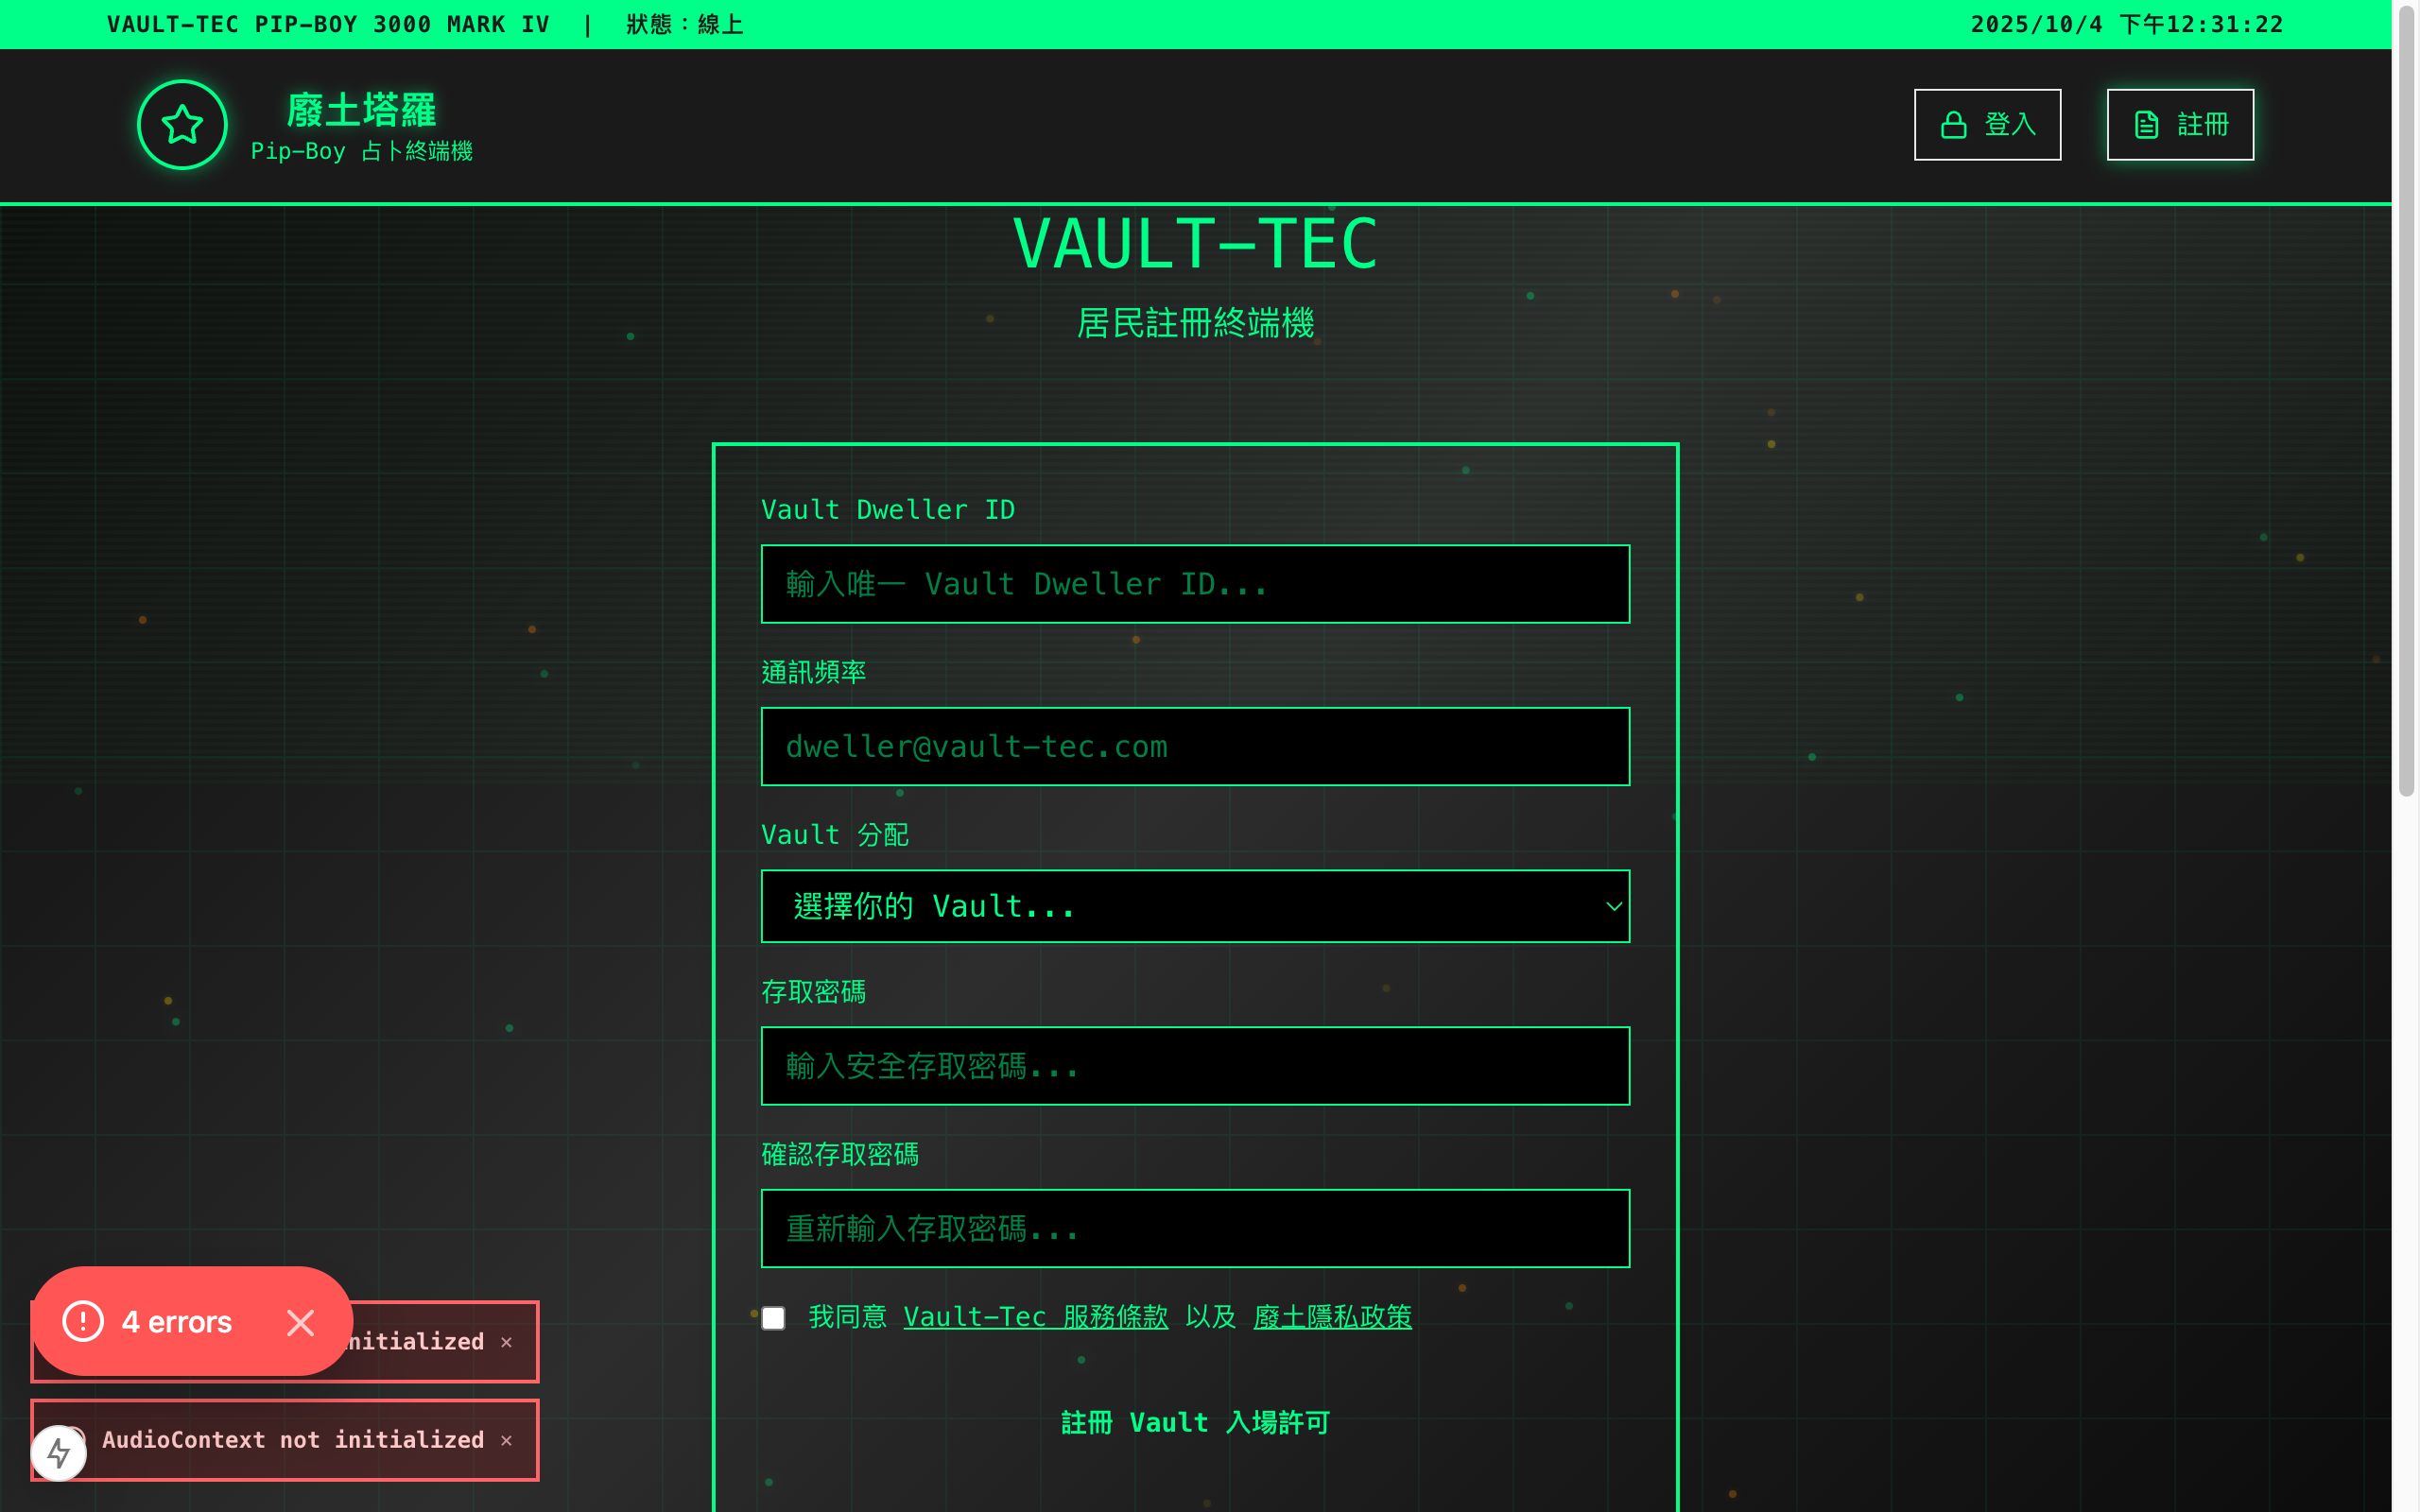 VAULT-TEC PIP-BOY 3000 MARK IV | 狀態：線上
2025/10/4 下午12:31:22
廢土塔羅
Pip-Boy 占卜終端機
登入
註冊
VAULT-TEC
居民註冊終端機
Vault Dweller ID
輸入唯一 Vault Dweller ID...
通訊頻率
dweller@vault-tec.com
Vault 分配
選擇你的 Vault...
存取密碼
輸入安全存取密碼...
確認存取密碼
重新輸入存取密碼...
我同意 Vault-Tec 服務條款 以及 廢土隱私政策
註冊 Vault 入場許可
4 errors
AudioContext not initialized ×